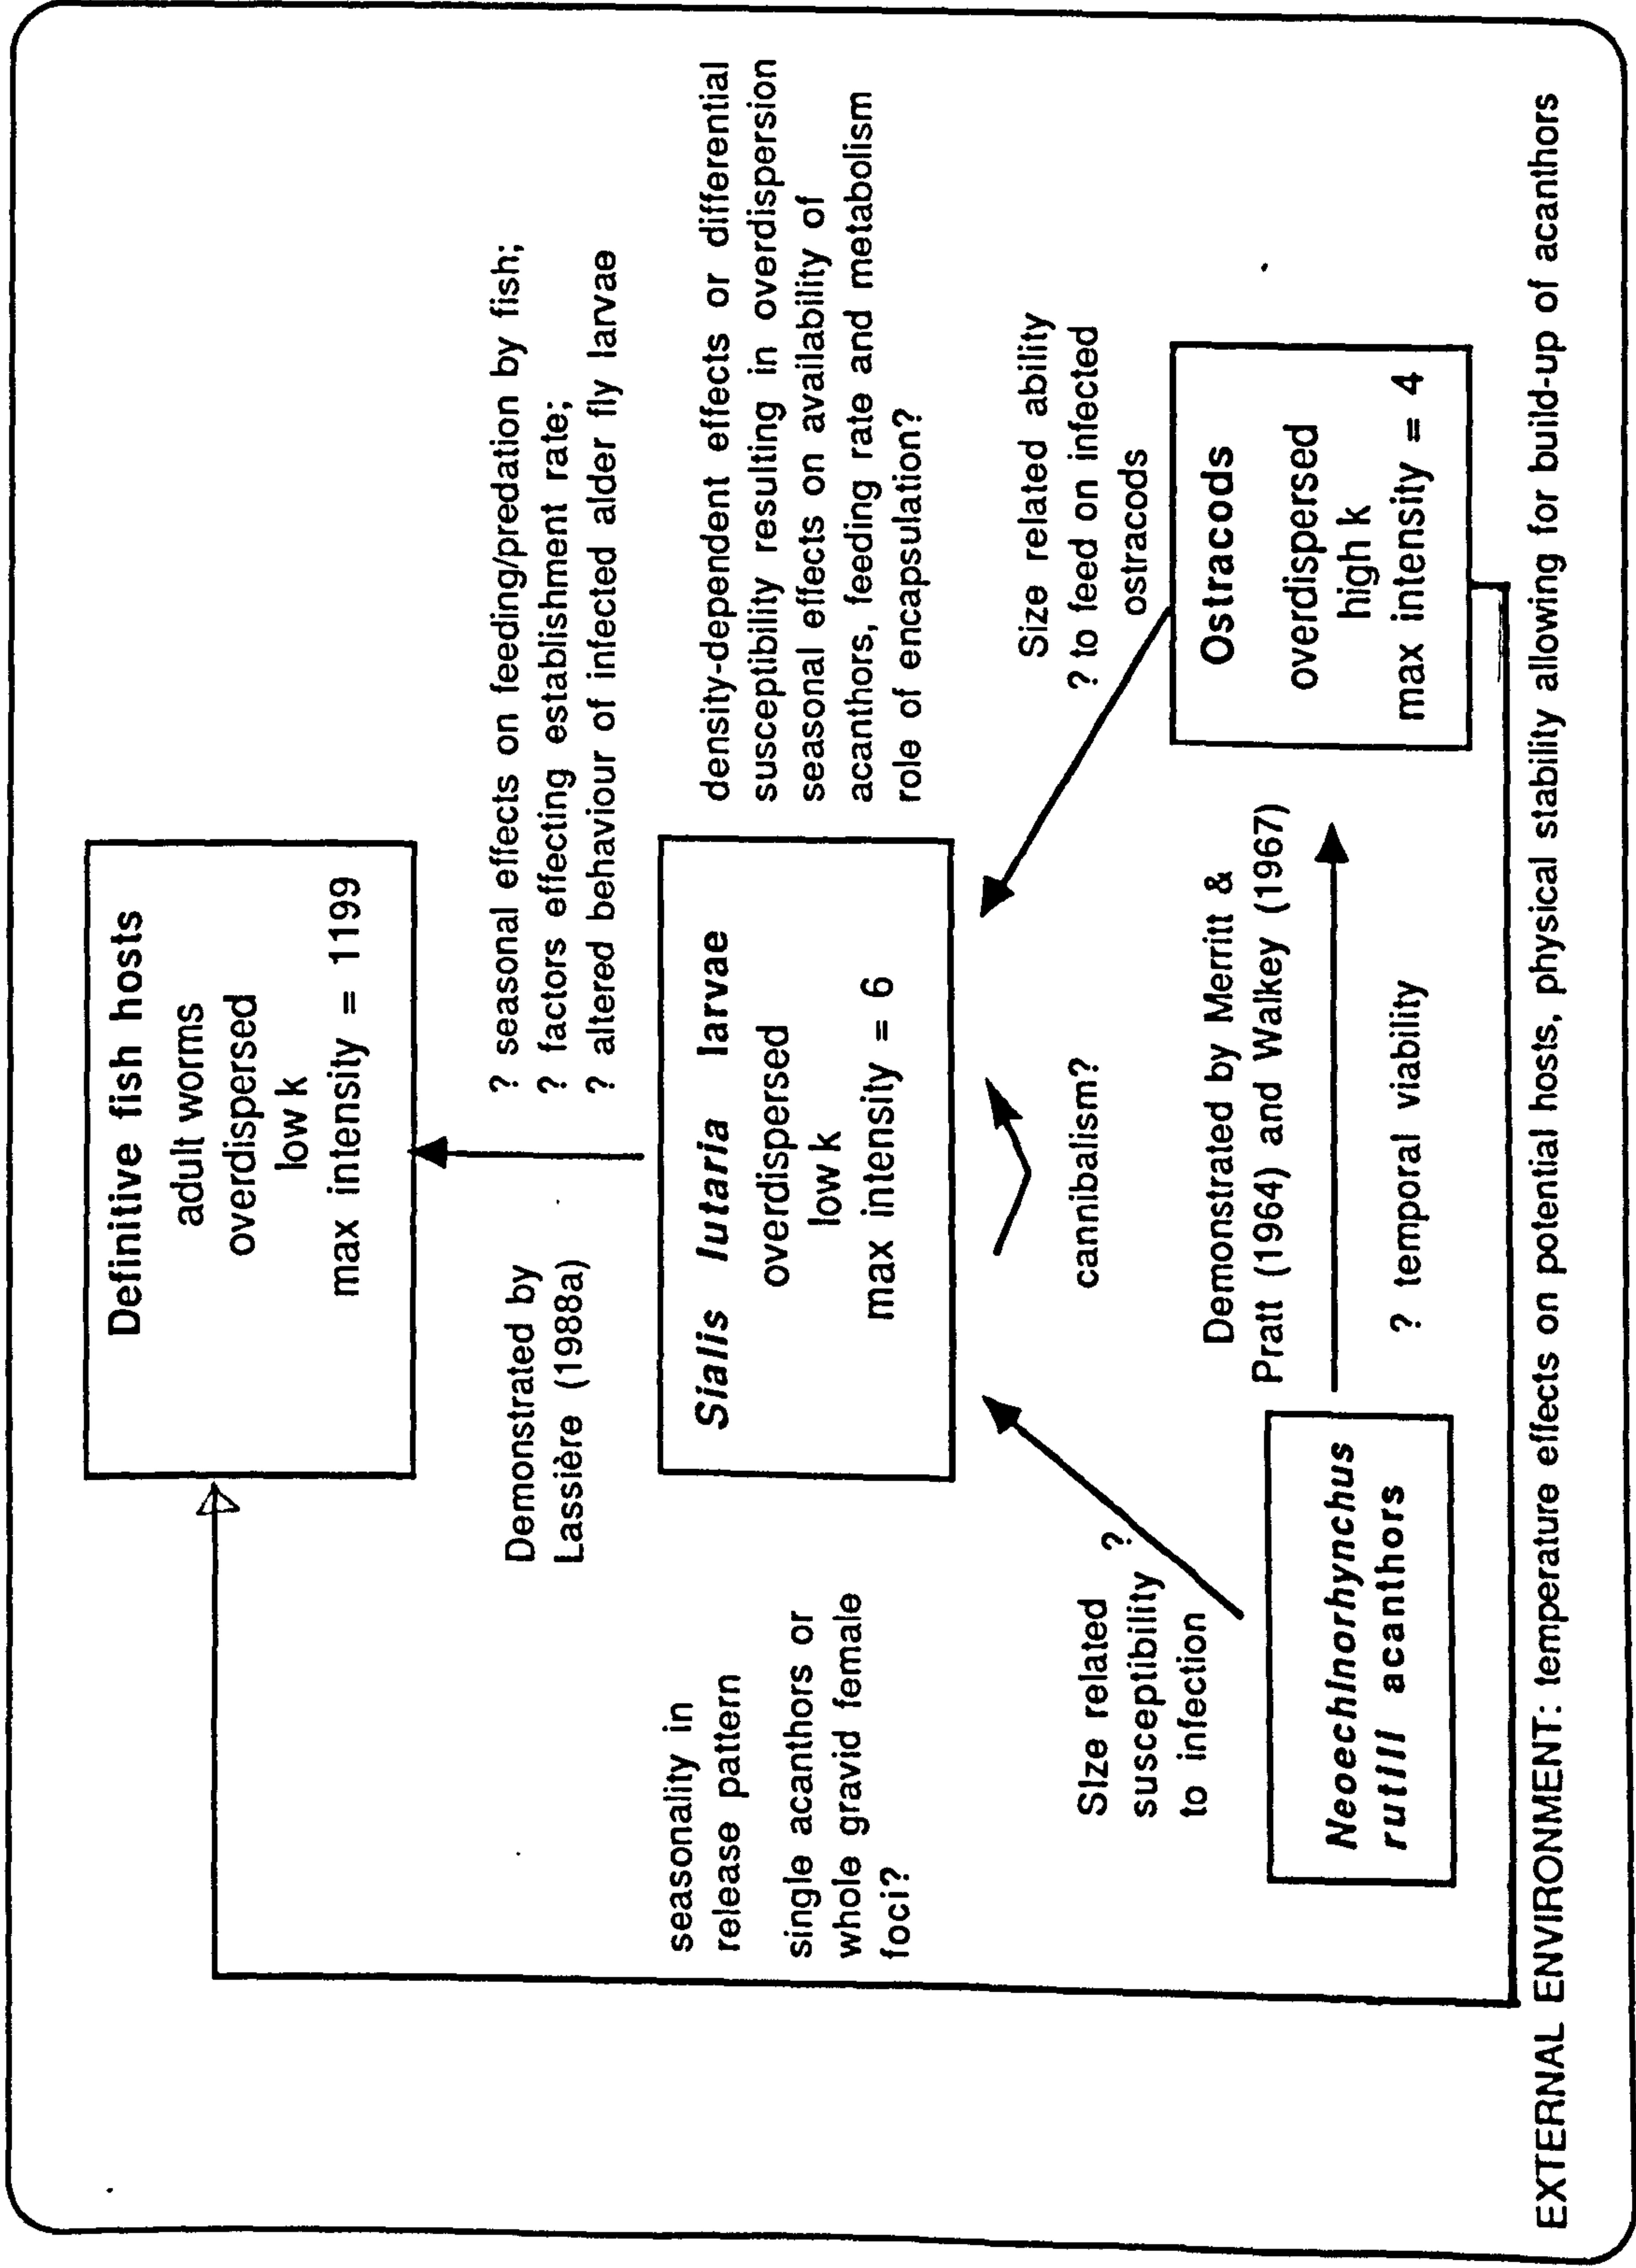 Definitive fish hosts
adult worms
overdispersed
low k
max intensity = 1199
Demonstrated by
Lassière (1988a)
? seasonal effects on feeding/predation by fish;
? factors effecting establishment rate;
? altered behaviour of infected alder fly larvae
seasonality in
release pattern
single acanthors or
whole gravid female
foci?
Sialis lutaria larvae
overdispersed
low k
max intensity = 6
density-dependent effects or differential
susceptibility resulting in overdispersion
seasonal effects on availability of
acanthors, feeding rate and metabolism
role of encapsulation?
cannibalism?
Size related
susceptibility ?
to infection
Size related ability
? to feed on infected
ostracods
Demonstrated by Merritt &
Pratt (1964) and Walkey (1967)
? temporal viability
Neoechinorhynchus
rutili acanthors
Ostracods
overdispersed
high k
max intensity = 4
EXTERNAL ENVIRONMENT: temperature effects on potential hosts, physical stability allowing for build-up of acanthors